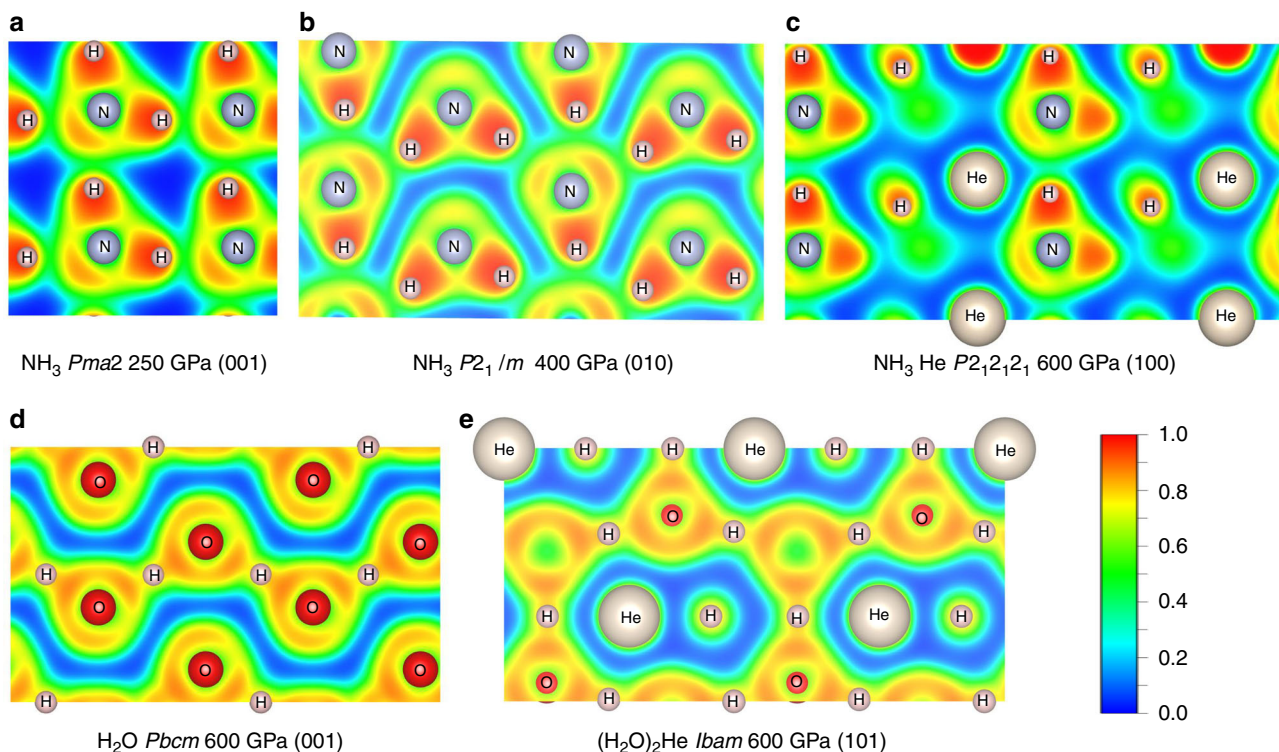 a
H H
H N H N
H H
H N H N
NH3 Pma2 250 GPa (001)
b
N N
H N H N
H H H H
N N
H N H N
H H H H
NH3 P21 /m 400 GPa (010)
c
H H H H
N N
H He H H He
N N
He He
NH3 He P212121 600 GPa (100)
d
H H
O O
O O
H H H H
O O
O O
H H
H2O Pbcm 600 GPa (001)
e
He H H He H H He
O O
H H H H
H He H H He H
O O
H H H H
(H2O)2He Ibam 600 GPa (101)
1.0
0.8
0.6
0.4
0.2
0.0